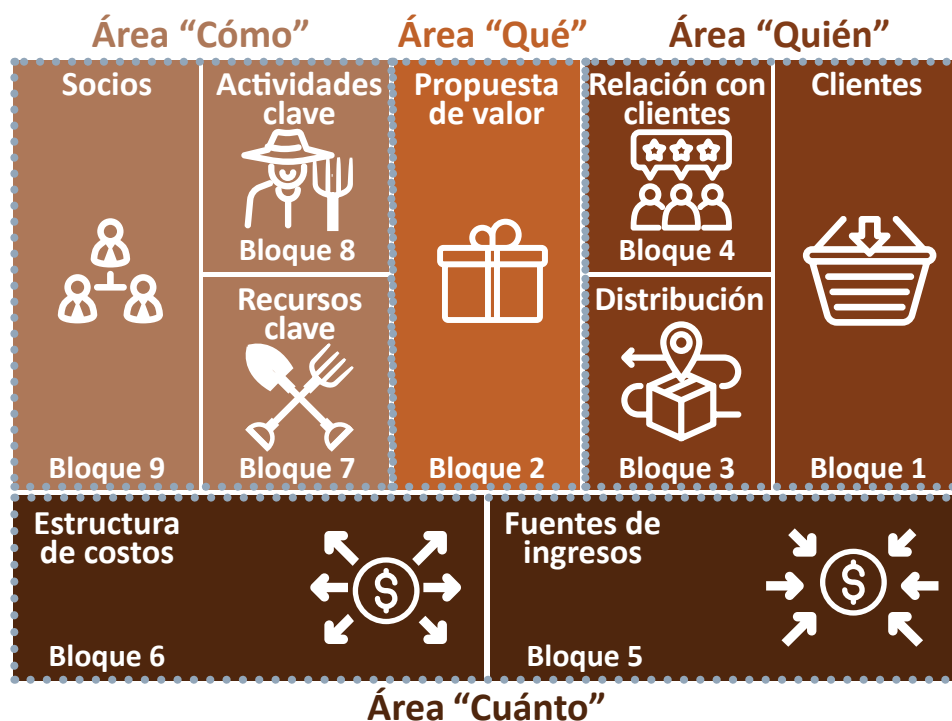 Área “Cómo”
Área “Qué”
Área “Quién”
Socios
Bloque 9
Actividades
clave
Bloque 8
Recursos
clave
Bloque 7
Propuesta
de valor
Bloque 2
Relación con
clientes
Bloque 4
Distribución
Bloque 3
Clientes
Bloque 1
Estructura
de costos
$
Bloque 6
Fuentes de
ingresos
$
Bloque 5
Área “Cuánto”